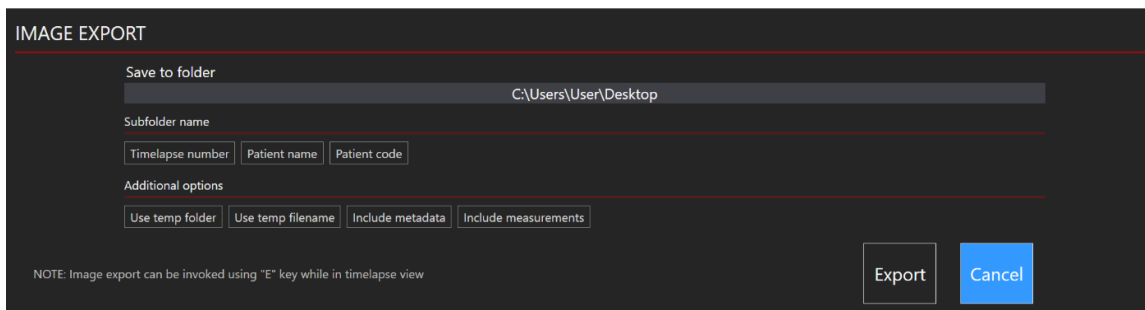 IMAGE EXPORT
Save to folder
C:\Users\User\Desktop
Subfolder name
Timelapse number Patient name Patient code
Additional options
Use temp folder Use temp filename Include metadata Include measurements
NOTE: Image export can be invoked using "E" key while in timelapse view
Export Cancel